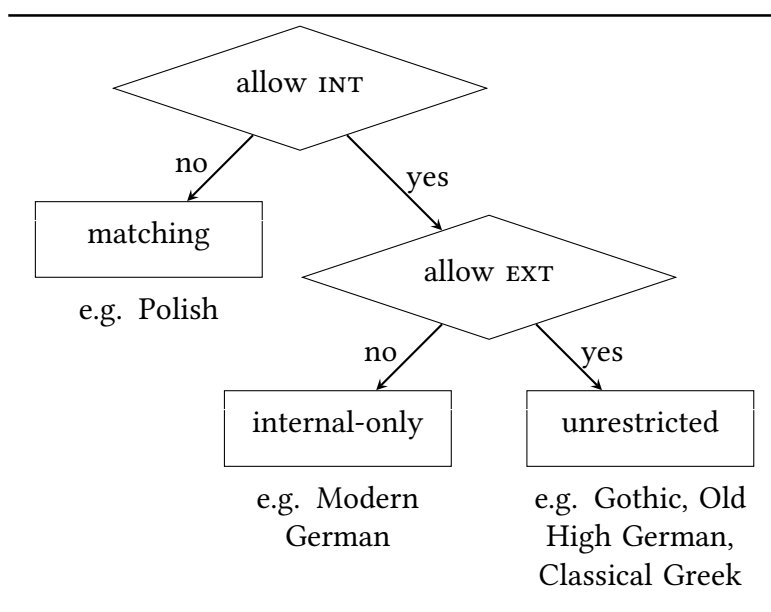 allow INT
no
yes
matching
allow EXT
e.g. Polish
no
yes
internal-only
unrestricted
e.g. Modern
German
e.g. Gothic, Old
High German,
Classical Greek